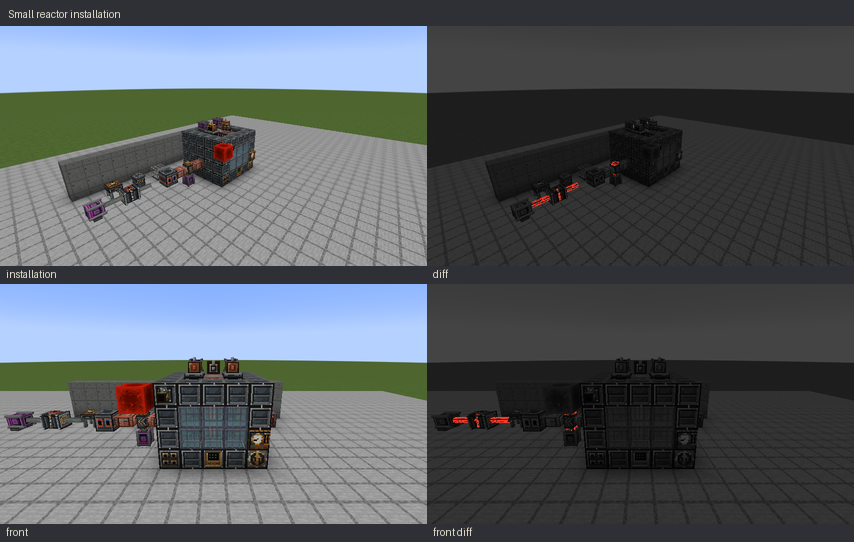 Small reactor installation
installation
diff
front
front diff